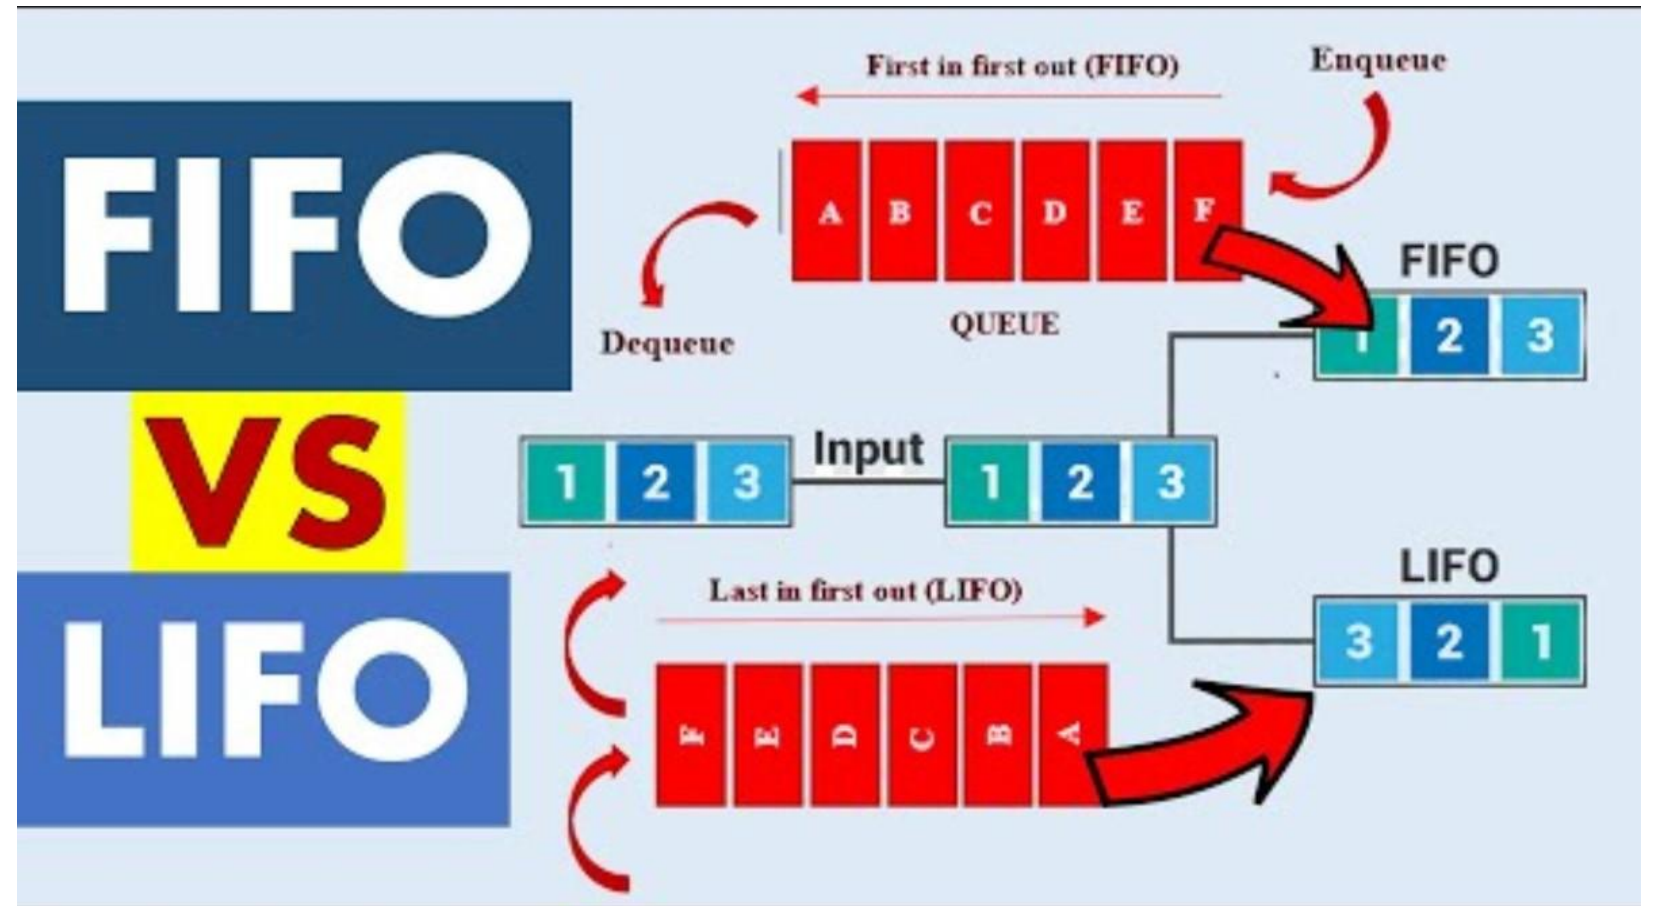 FIFO
VS
LIFO
First in first out (FIFO)
Enqueue
A B C D E F
Dequeue
QUEUE
FIFO
1 2 3
1 2 3
Input
1 2 3
Last in first out (LIFO)
F E D C B A
LIFO
3 2 1